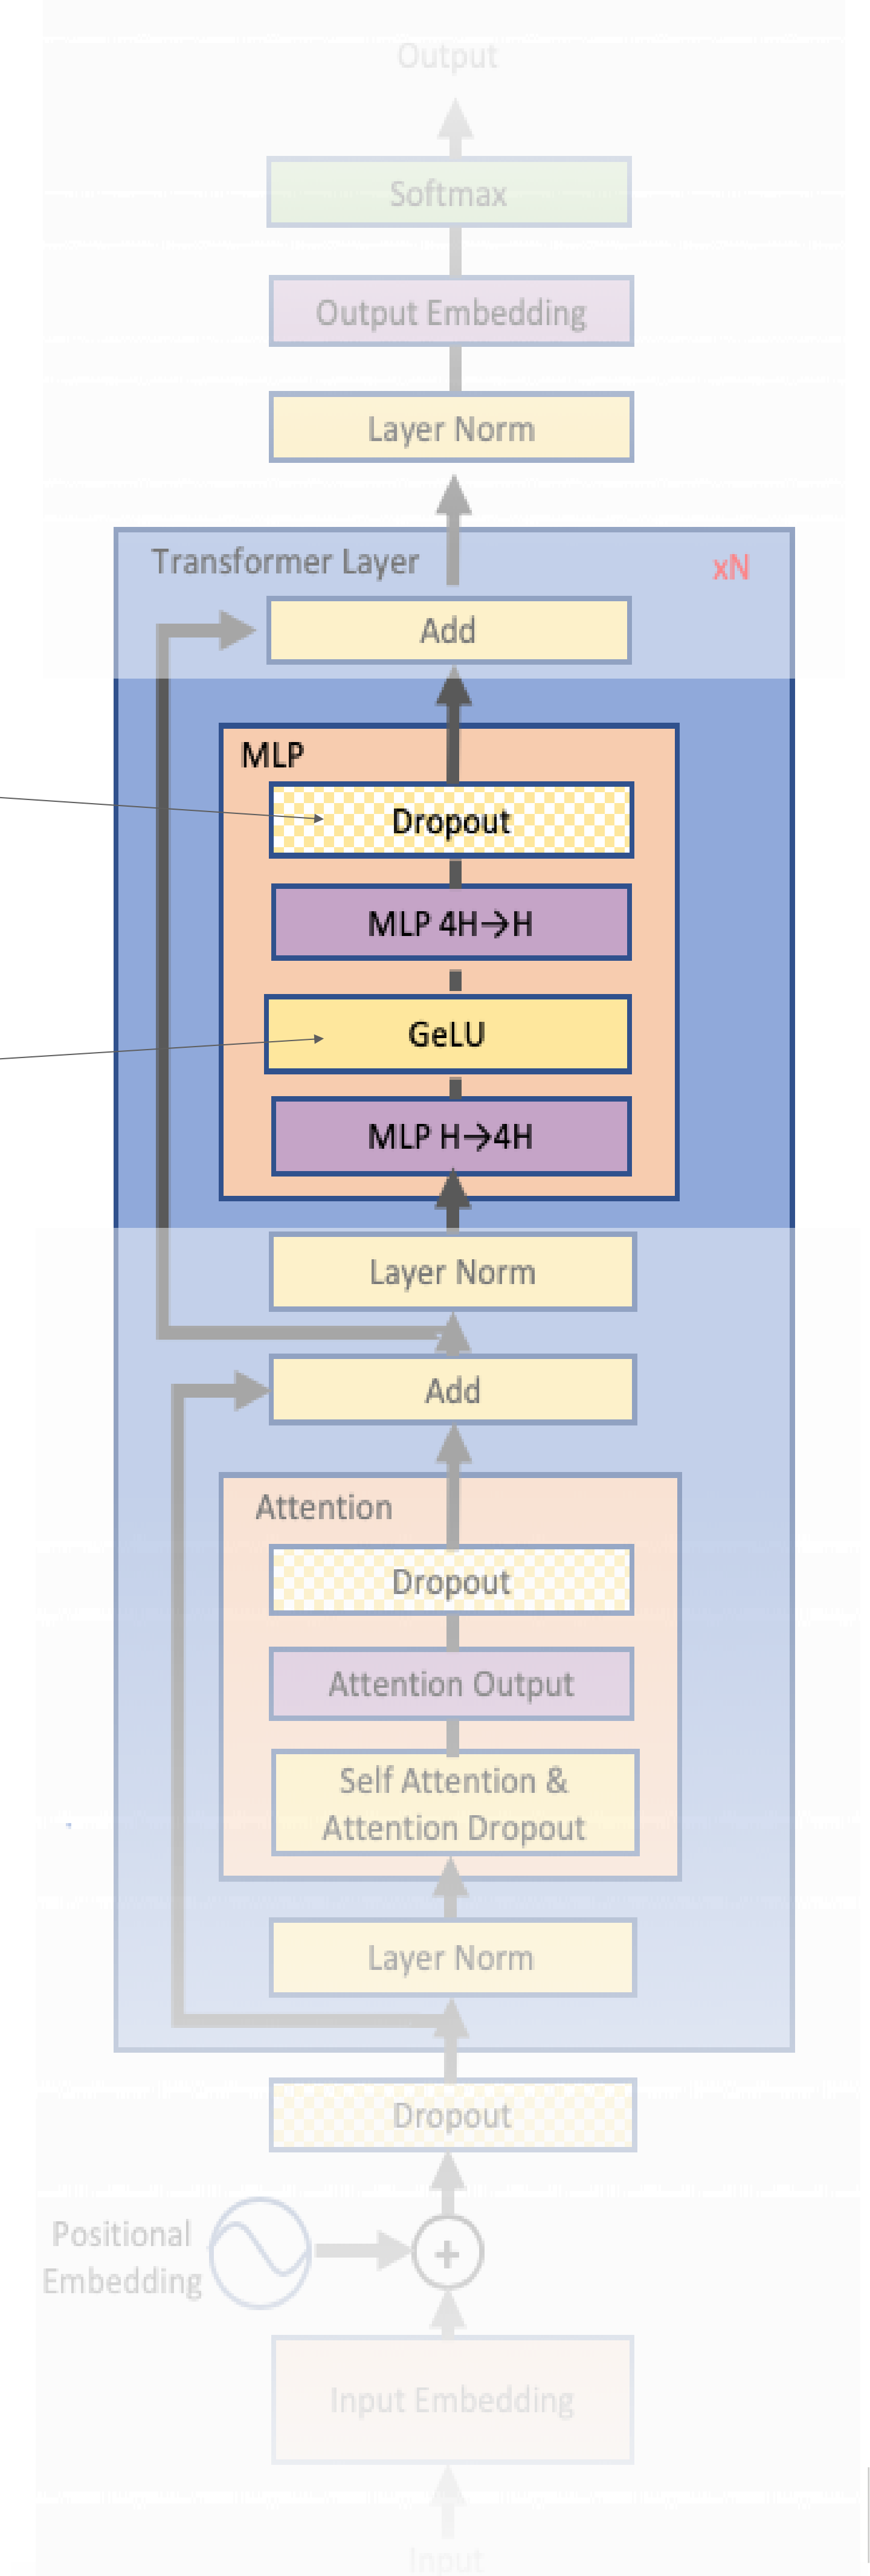 Output
Softmax
Output Embedding
Layer Norm
Transformer Layer
xN
Add
MLP
Dropout
MLP 4H→H
GeLU
MLP H→4H
Layer Norm
Add
Attention
Dropout
Attention Output
Self Attention &
Attention Dropout
Layer Norm
Dropout
Positional
Embedding
+
Input Embedding
Input